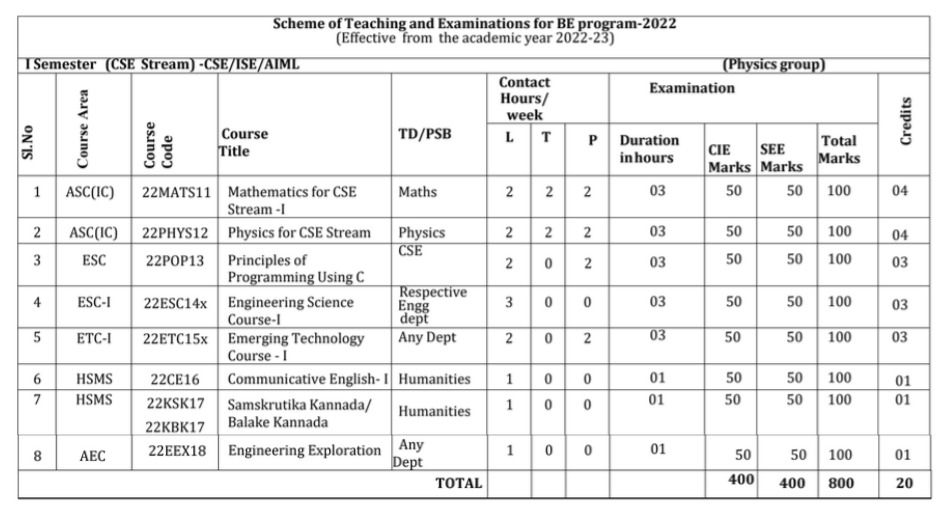 Scheme of Teaching and Examinations for BE program-2022
(Effective from the academic year 2022-23)
I Semester (CSE Stream) -CSE/ISE/AIML (Physics group)
Sl.No Course Area Course Code Course Title TD/PSB Contact Hours/ week Examination Credits
L T P Duration in hours CIE Marks SEE Marks Total Marks
1 ASC(IC) 22MATS11 Mathematics for CSE Stream -I Maths 2 2 2 03 50 50 100 04
2 ASC(IC) 22PHYS12 Physics for CSE Stream Physics 2 2 2 03 50 50 100 04
3 ESC 22POP13 Principles of Programming Using C CSE 2 0 2 03 50 50 100 03
4 ESC-I 22ESC14x Engineering Science Course-I Respective Engg dept 3 0 0 03 50 50 100 03
5 ETC-I 22ETC15x Emerging Technology Course - I Any Dept 2 0 2 03 50 50 100 03
6 HSMS 22CE16 Communicative English- I Humanities 1 0 0 01 50 50 100 01
7 HSMS 22KSK17 22KBK17 Samskrutika Kannada/ Balake Kannada Humanities 1 0 0 01 50 50 100 01
8 AEC 22EEX18 Engineering Exploration Any Dept 1 0 0 01 50 50 100 01
TOTAL 400 400 800 20